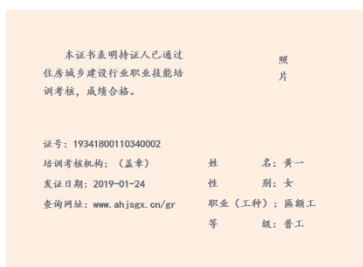 本证书表明持证人已通过
住房城乡建设行业职业技能培
训考核，成绩合格。
照
片
证号：19341800110340002
培训考核机构：（盖章）
发证日期：2019-01-24
查询网址：www.ahjsgx.cn/gr
姓 名：黄一
性 别：女
职业（工种）：匾额工
等 级：普工